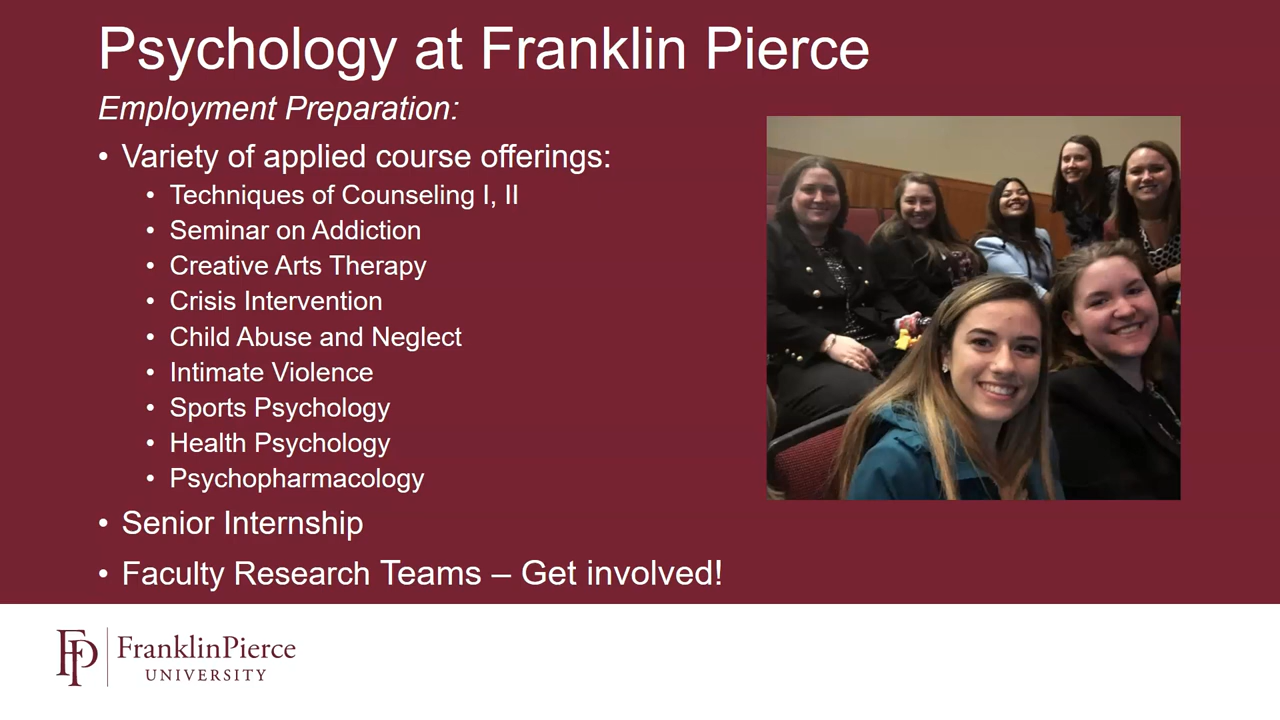 Psychology at Franklin Pierce
Employment Preparation:
• Variety of applied course offerings:
• Techniques of Counseling I, II
• Seminar on Addiction
• Creative Arts Therapy
• Crisis Intervention
• Child Abuse and Neglect
• Intimate Violence
• Sports Psychology
• Health Psychology
• Psychopharmacology
• Senior Internship
• Faculty Research Teams – Get involved!
FP
FranklinPierce
UNIVERSITY